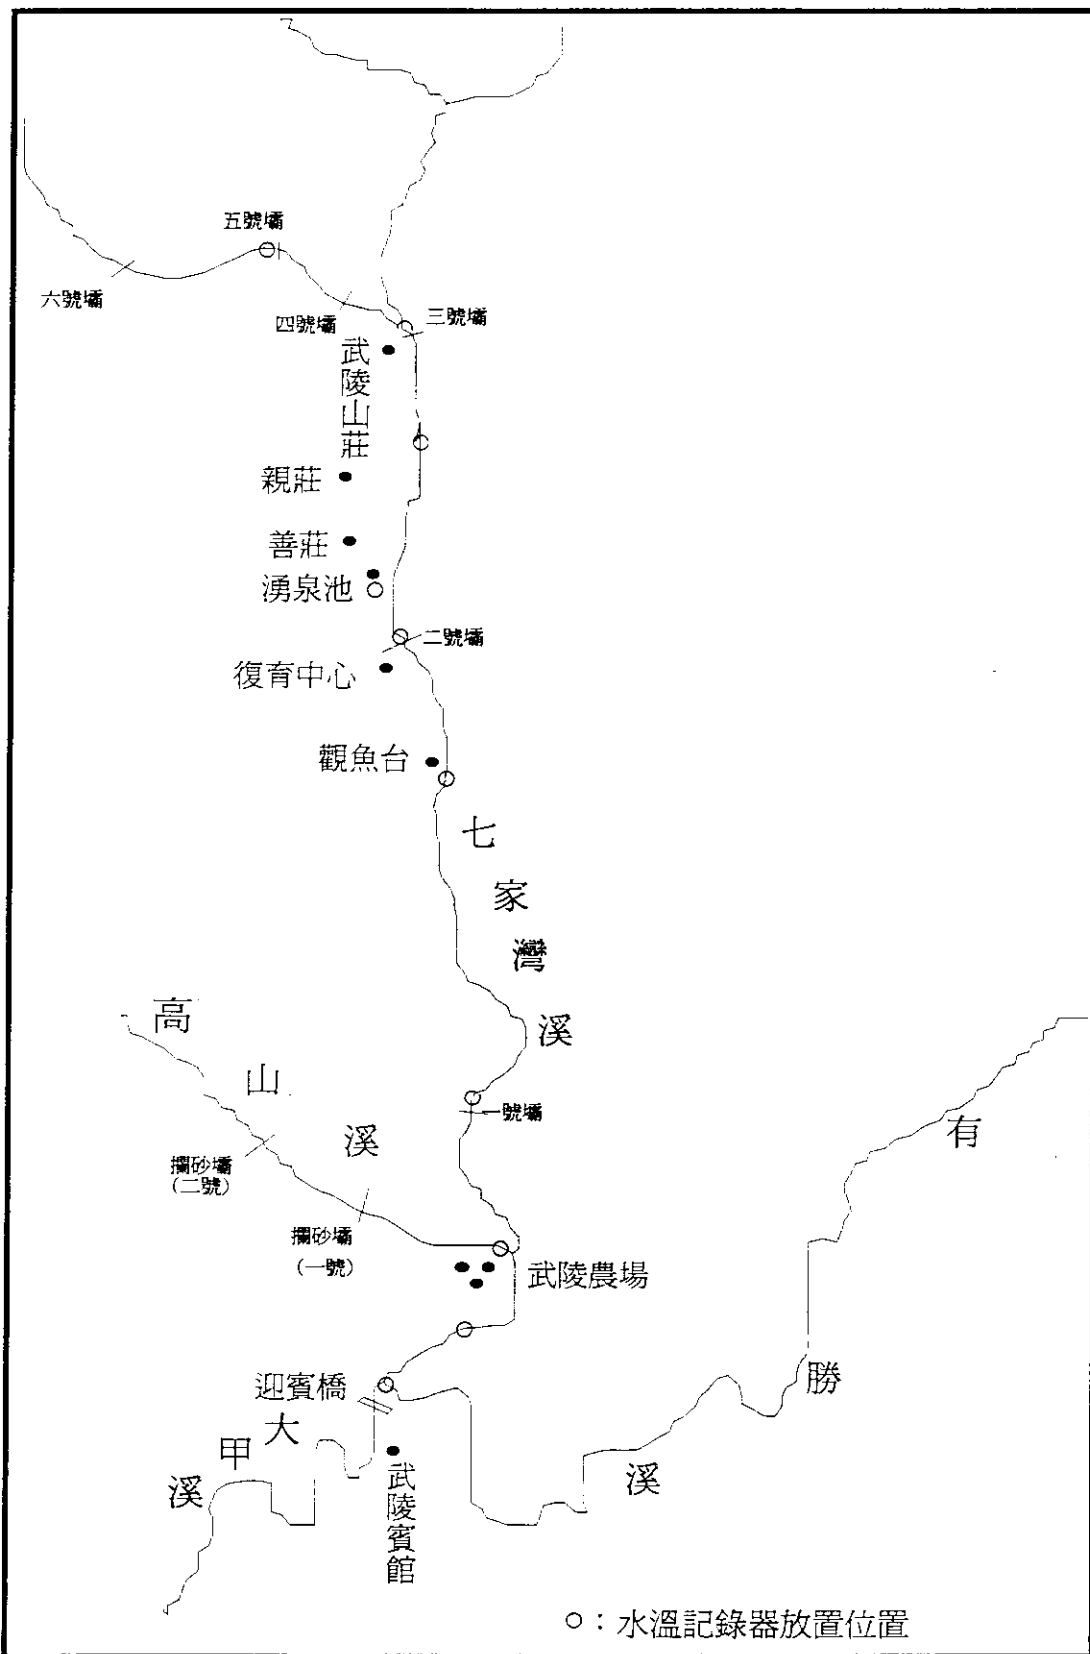 五號壩
六號壩
四號壩
三號壩
武陵山莊
親莊
善莊
湧泉池
二號壩
復育中心
觀魚台
七家灣溪
高山溪
一號壩
有勝溪
攔砂壩
(二號)
攔砂壩
(一號)
武陵農場
迎賓橋
大甲溪
武陵賓館
○：水溫記錄器放置位置